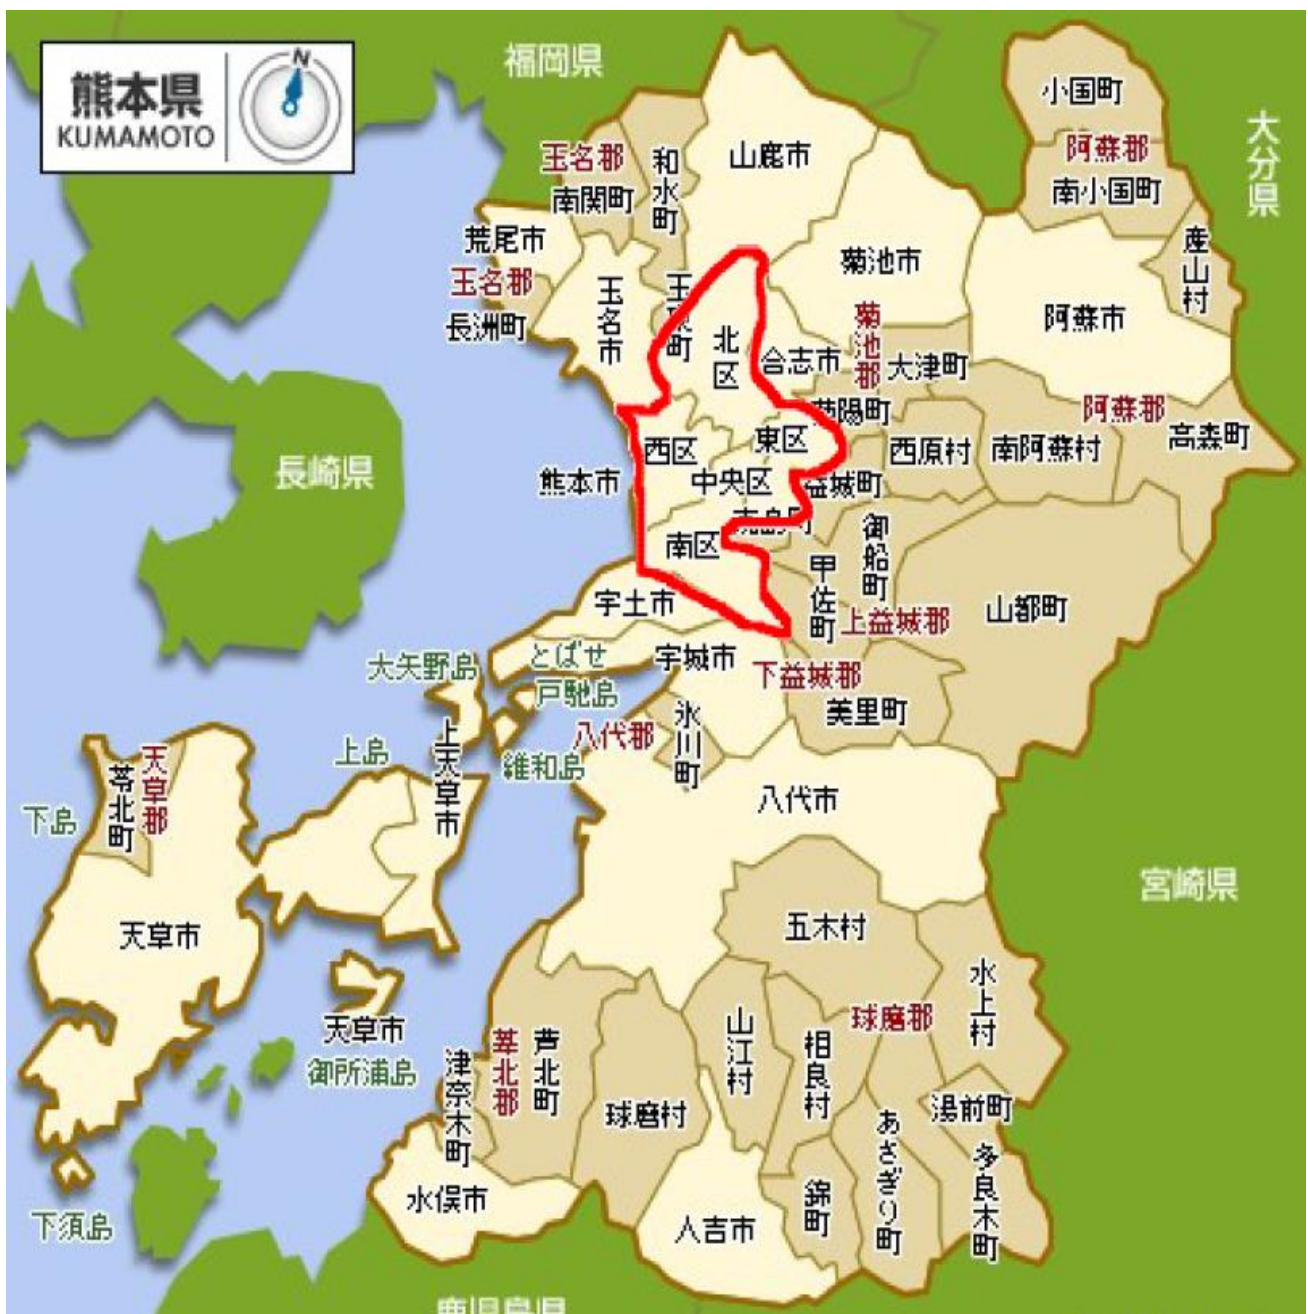 熊本県
KUMAMOTO
N
福岡県
大分県
小国町
阿蘇郡
南小国町
産山村
玉名郡
南関町
和水町
山鹿市
菊池市
阿蘇市
荒尾市
玉名郡
長洲町
玉名市
北区
合志市
菊池郡
大津町
阿蘇郡
高森町
西区
東区
西原村
南阿蘇村
長崎県
熊本市
中央区
益城町
南区
御船町
甲佐町
上益城郡
山都町
宇土市
とばせ
戸馳島
宇城市
下益城郡
美里町
大矢野島
維和島
八代郡
氷川町
上島
上天草市
八代市
天草郡
苓北町
下島
天草市
宮崎県
五木村
水上村
天草市
御所浦島
津奈木町
葦北郡
芦北町
球磨村
山江村
相良村
球磨郡
湯前町
あさぎり町
多良木町
錦町
水俣市
人吉市
下須島
鹿児島県